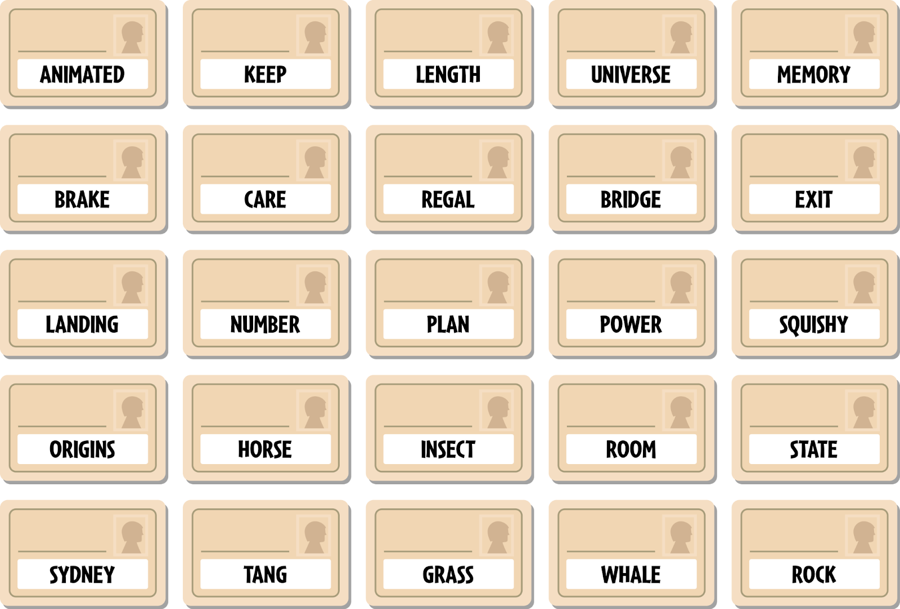 ANIMATED
KEEP
LENGTH
UNIVERSE
MEMORY
BRAKE
CARE
REGAL
BRIDGE
EXIT
LANDING
NUMBER
PLAN
POWER
SQUISHY
ORIGINS
HORSE
INSECT
ROOM
STATE
SYDNEY
TANG
GRASS
WHALE
ROCK